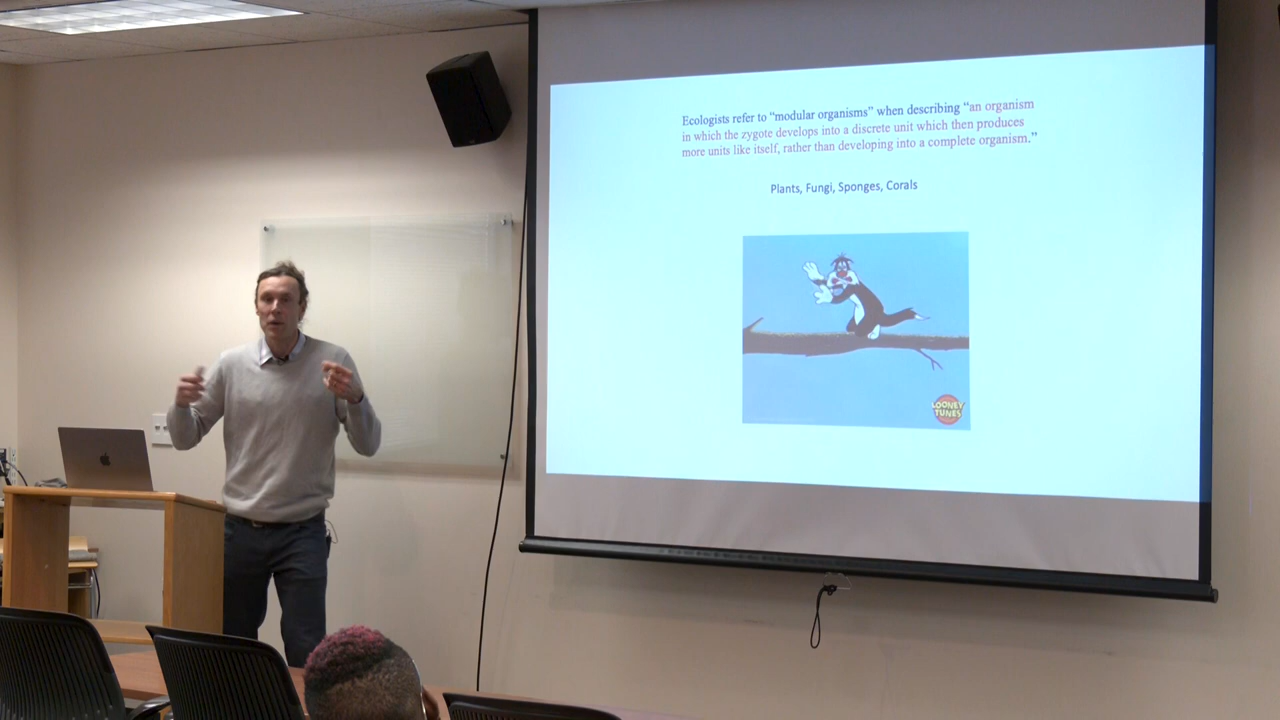 Ecologists refer to “modular organisms” when describing “an organism
in which the zygote develops into a discrete unit which then produces
more units like itself, rather than developing into a complete organism.”
Plants, Fungi, Sponges, Corals
LOONEY
TUNES